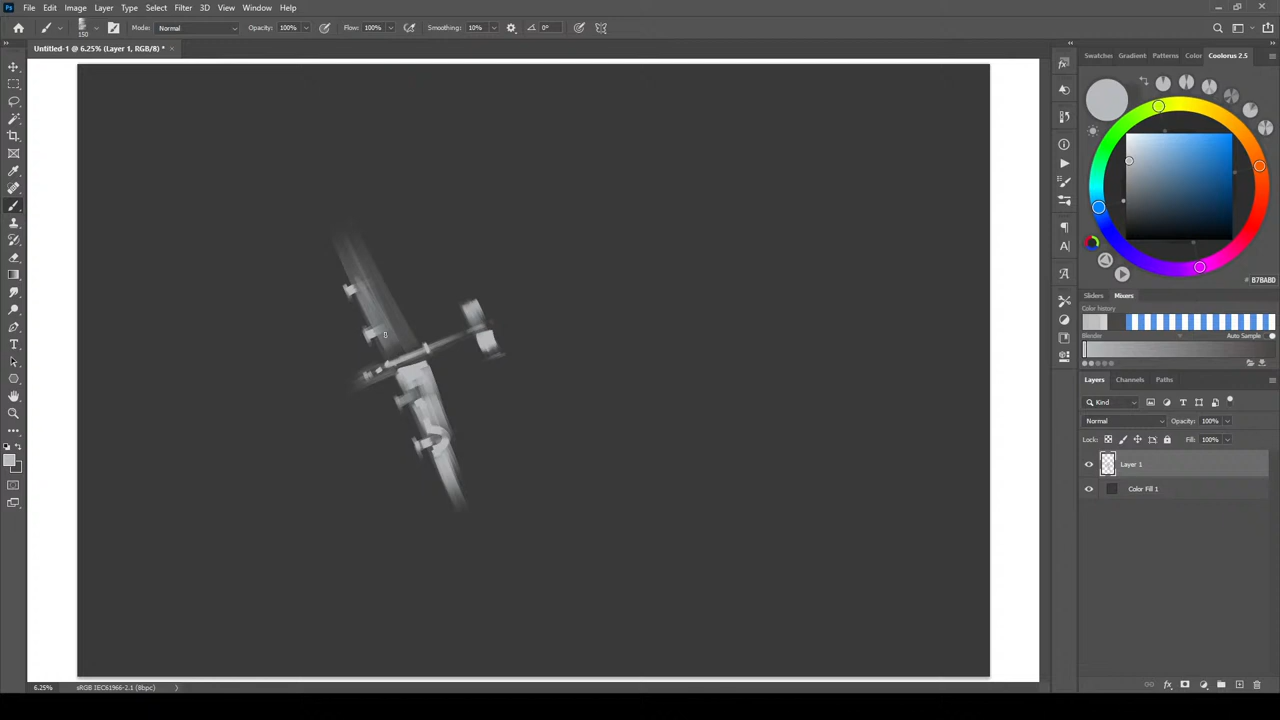 Ps File Edit Image Layer Type Select Filter 3D View Window Help
150 Mode: Normal Opacity: 100% Flow: 100% Smoothing: 10% 0°
Untitled-1 @ 6.25% (Layer 1, RGB/8) *
Swatches Gradient Patterns Color Coolorus 2.5
# B7BABD
Sliders Mixers
Color history
Blender Auto Sample
Layers Channels Paths
Kind
Normal Opacity: 100%
Lock: Fill: 100%
Layer 1
Color Fill 1
6.25% sRGB IEC61966-2.1 (8bpc)